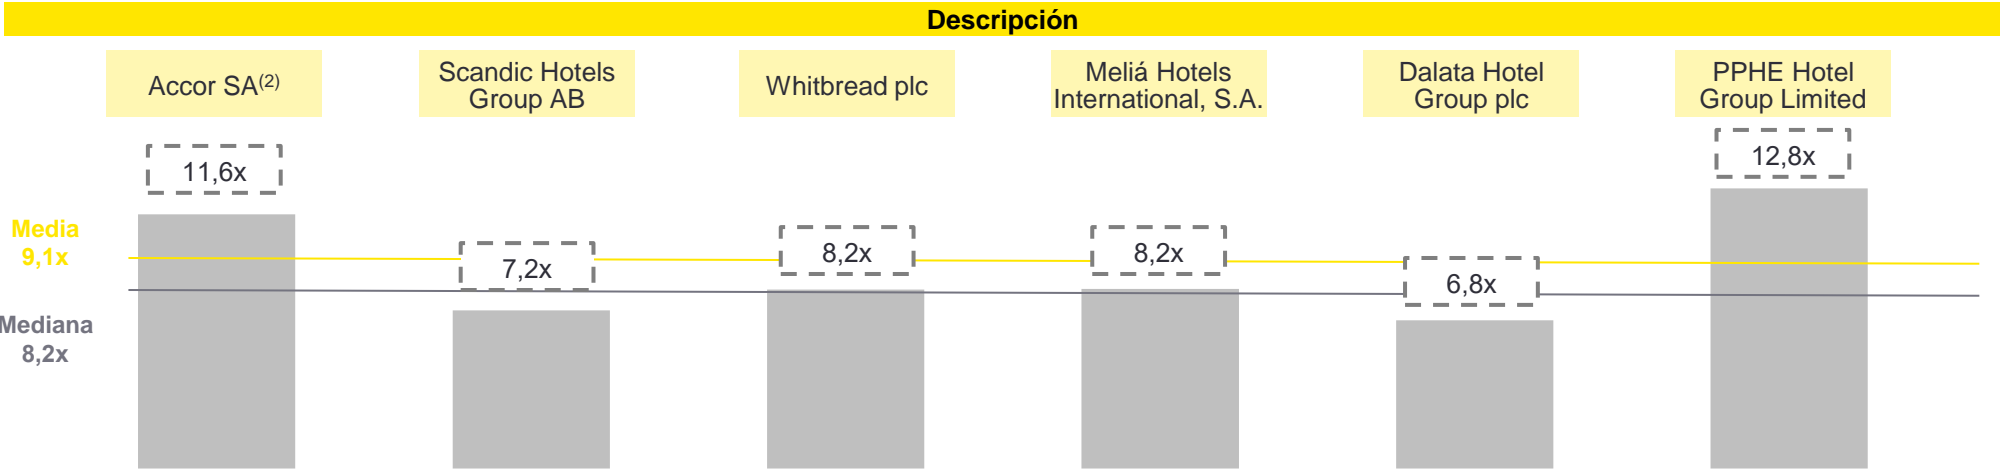 Descripción
Accor SA(2)
Scandic Hotels
Group AB
Whitbread plc
Meliá Hotels
International, S.A.
Dalata Hotel
Group plc
PPHE Hotel
Group Limited
11,6x
7,2x
8,2x
8,2x
6,8x
12,8x
Media
9,1x
Mediana
8,2x